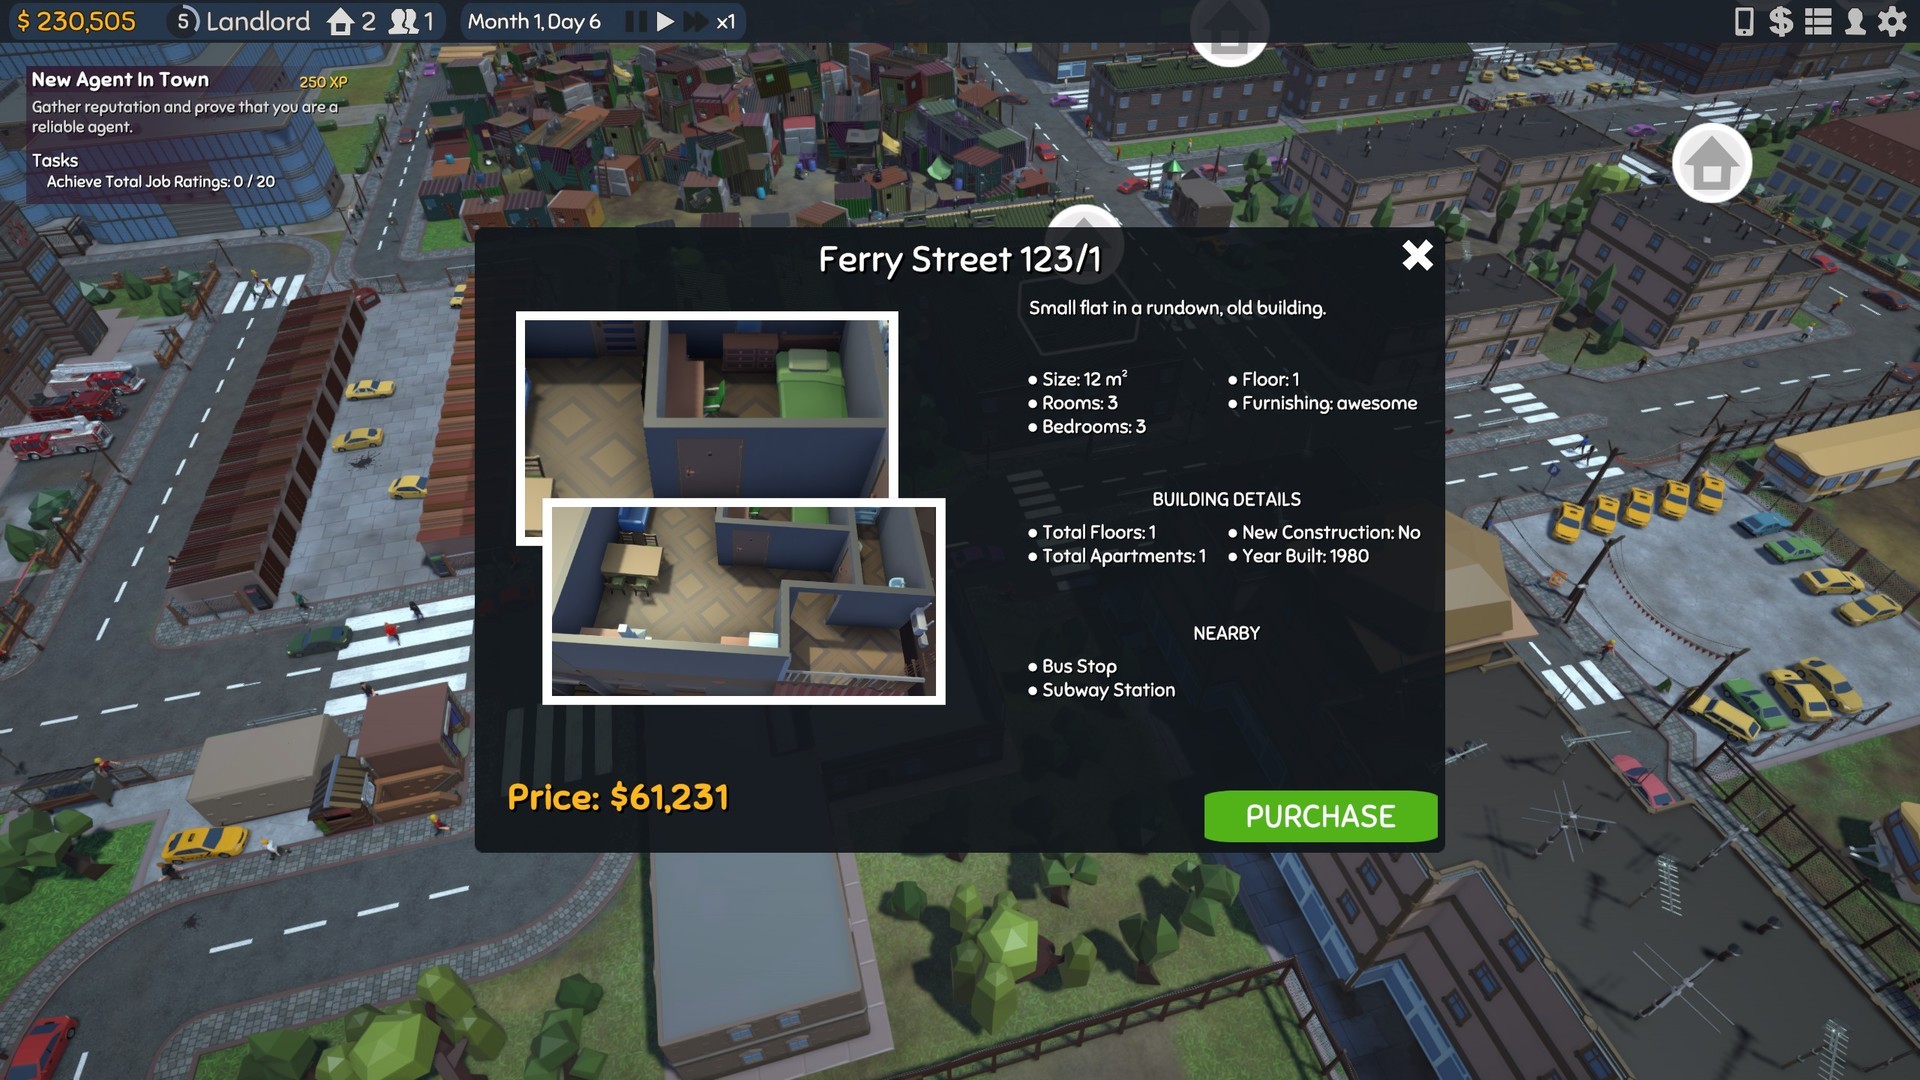 $ 230,505 5 Landlord 2 1 Month 1, Day 6 x1
New Agent In Town 250 XP
Gather reputation and prove that you are a
reliable agent.
Tasks
Achieve Total Job Ratings: 0 / 20
Ferry Street 123/1
Small flat in a rundown, old building.
● Size: 12 m² ● Floor: 1
● Rooms: 3 ● Furnishing: awesome
● Bedrooms: 3
BUILDING DETAILS
● Total Floors: 1 ● New Construction: No
● Total Apartments: 1 ● Year Built: 1980
NEARBY
● Bus Stop
● Subway Station
Price: $61,231
PURCHASE